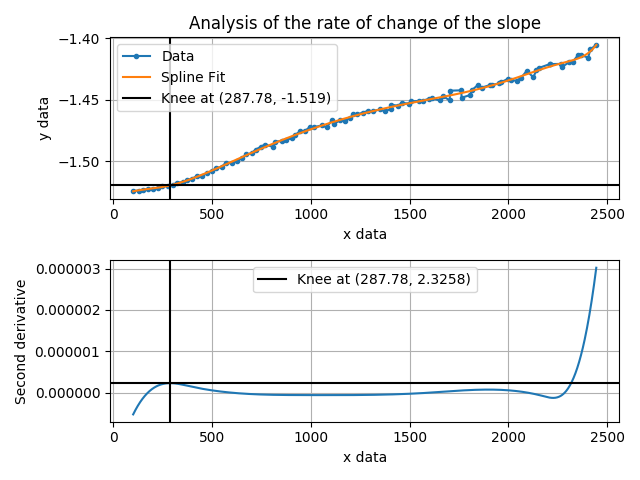 Analysis of the rate of change of the slope
−1.40
−1.45
−1.50
y data
Data
Spline Fit
Knee at (287.78, -1.519)
0 500 1000 1500 2000 2500
x data
0.000003
0.000002
0.000001
0.000000
Second derivative
Knee at (287.78, 2.3258)
0 500 1000 1500 2000 2500
x data